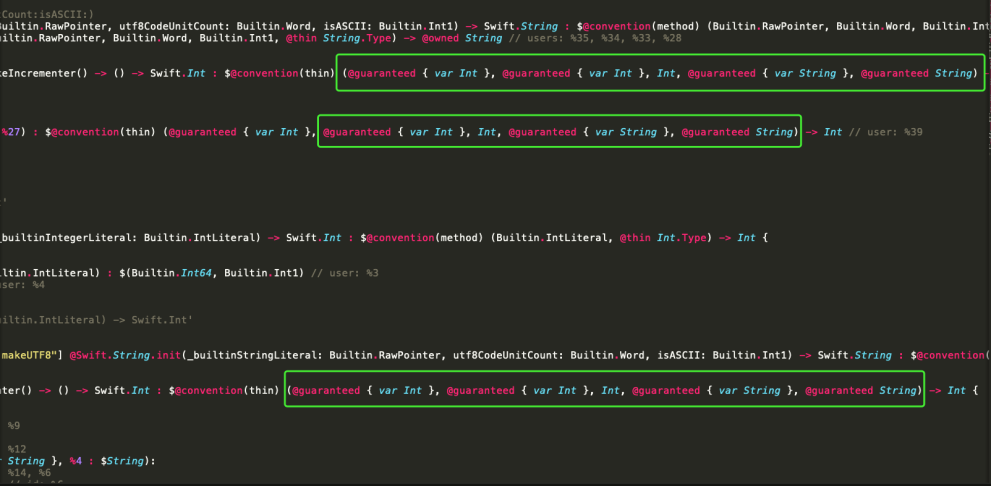 Count:isASCII:)
Builtin.RawPointer, utf8CodeUnitCount: Builtin.Word, isASCII: Builtin.Int1) -> Swift.String : $@convention(method) (Builtin.RawPointer, Builtin.Word, Builtin.Int
iltin.RawPointer, Builtin.Word, Builtin.Int1, @thin String.Type) -> @owned String // users: %35, %34, %33, %28
keIncrementer() -> () -> Swift.Int : $@convention(thin) (@guaranteed { var Int }, @guaranteed { var Int }, Int, @guaranteed { var String }, @guaranteed String) -
%27) : $@convention(thin) (@guaranteed { var Int }, @guaranteed { var Int }, Int, @guaranteed { var String }, @guaranteed String) -> Int // user: %39
'
_builtinIntegerLiteral: Builtin.IntLiteral) -> Swift.Int : $@convention(method) (Builtin.IntLiteral, @thin Int.Type) -> Int {
ltin.IntLiteral) : $(Builtin.Int64, Builtin.Int1) // user: %3
ser: %4
uiltin.IntLiteral) -> Swift.Int'
makeUTF8"] @Swift.String.init(_builtinStringLiteral: Builtin.RawPointer, utf8CodeUnitCount: Builtin.Word, isASCII: Builtin.Int1) -> Swift.String : $@convention(
nter() -> () -> Swift.Int : $@convention(thin) (@guaranteed { var Int }, @guaranteed { var Int }, Int, @guaranteed { var String }, @guaranteed String) -> Int {
%9
%12
r String }, %4 : $String):
%14, %6